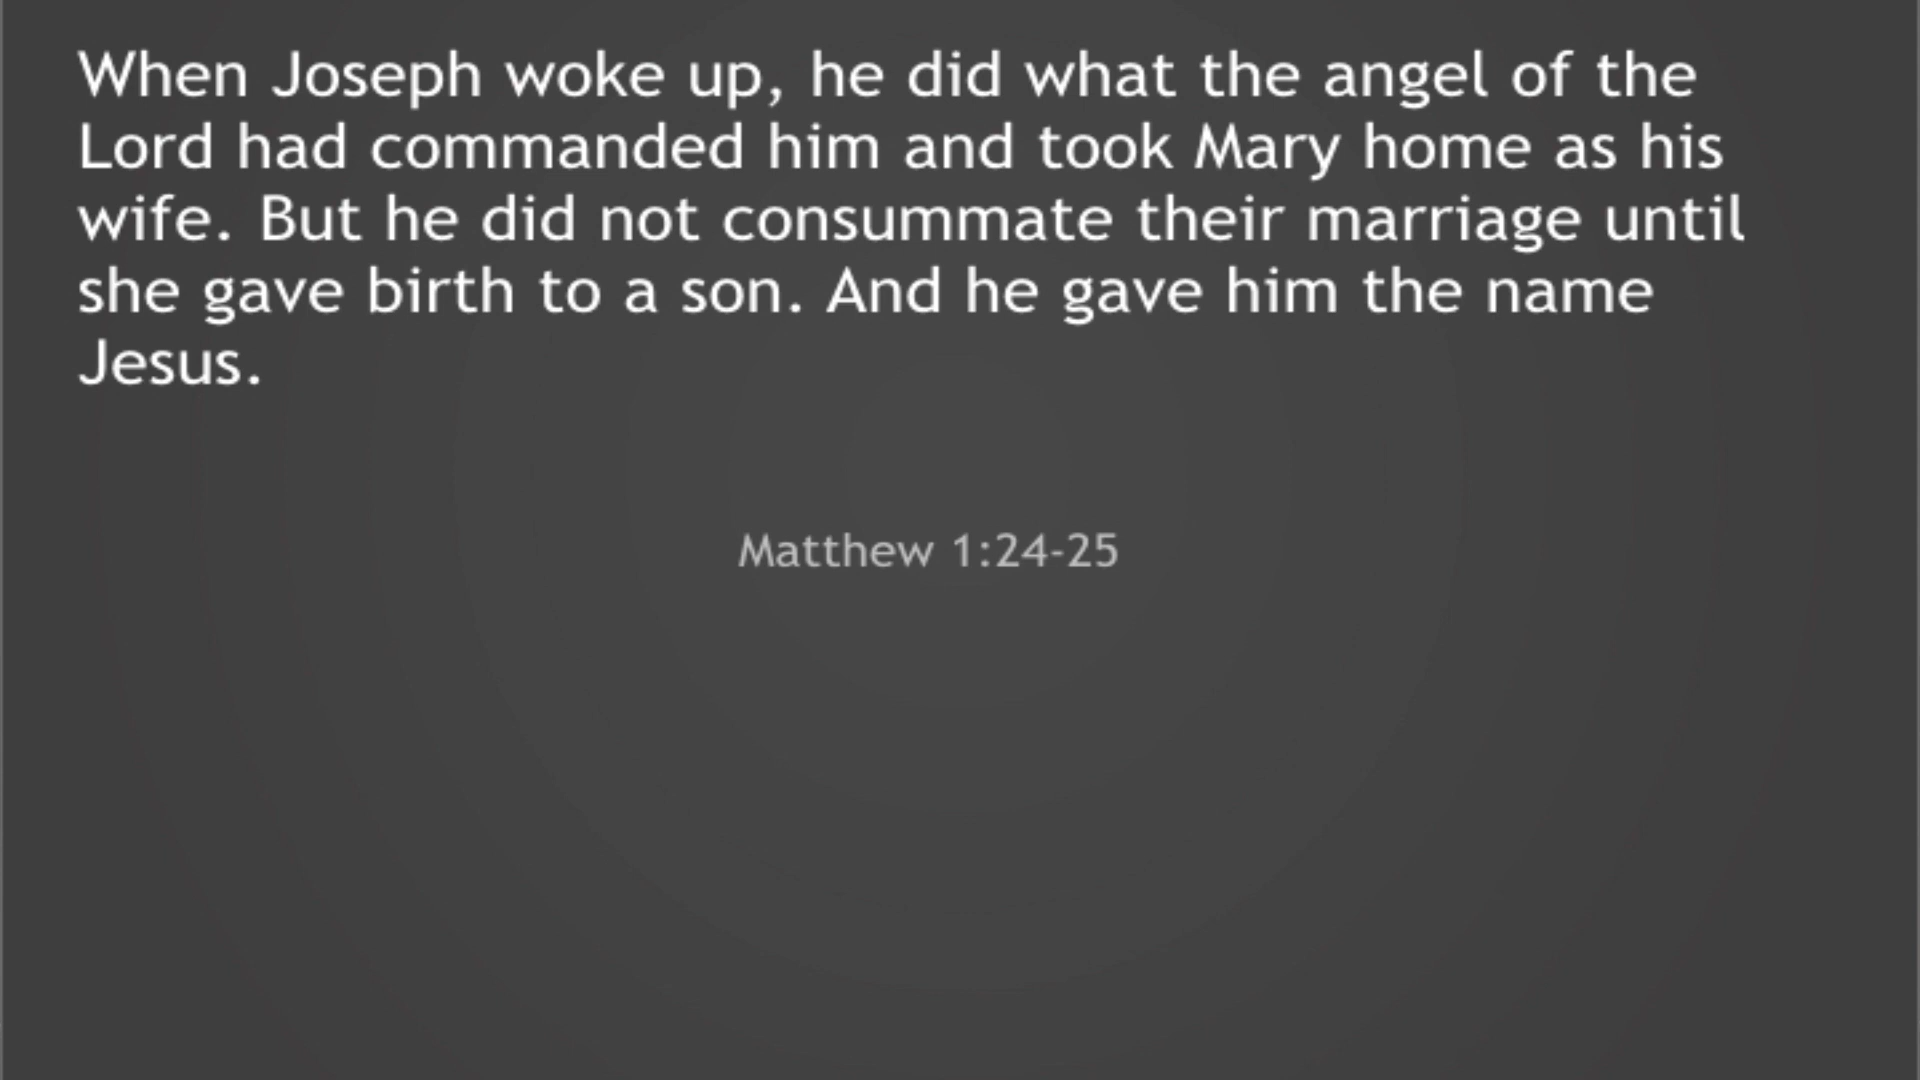 When Joseph woke up, he did what the angel of the
Lord had commanded him and took Mary home as his
wife. But he did not consummate their marriage until
she gave birth to a son. And he gave him the name
Jesus.
Matthew 1:24-25